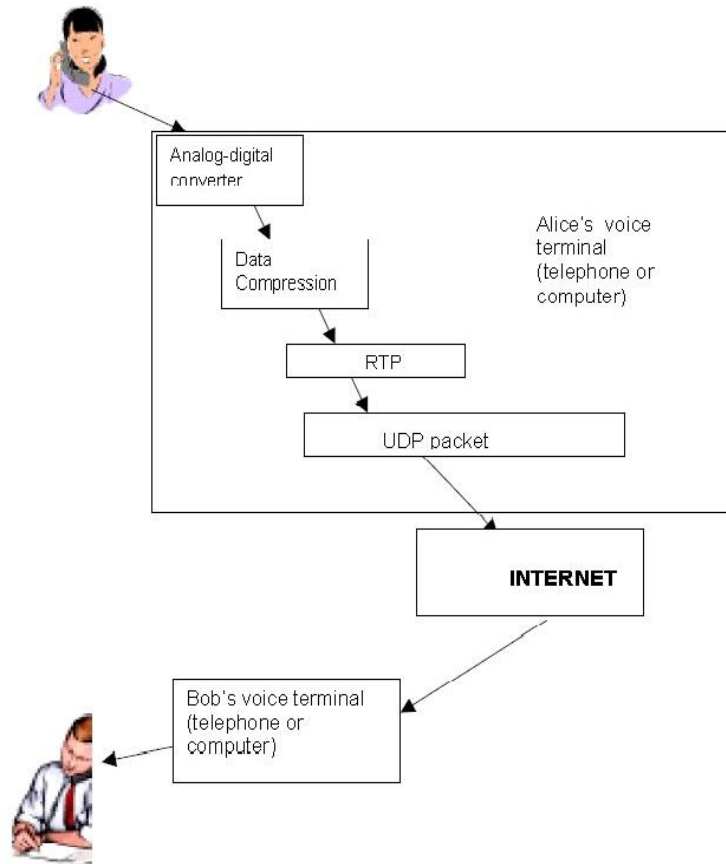 Analog-digital
converter
Data
Compression
RTP
UDP packet
Alice's voice
terminal
(telephone or
computer)
INTERNET
Bob's voice terminal
(telephone or
computer)